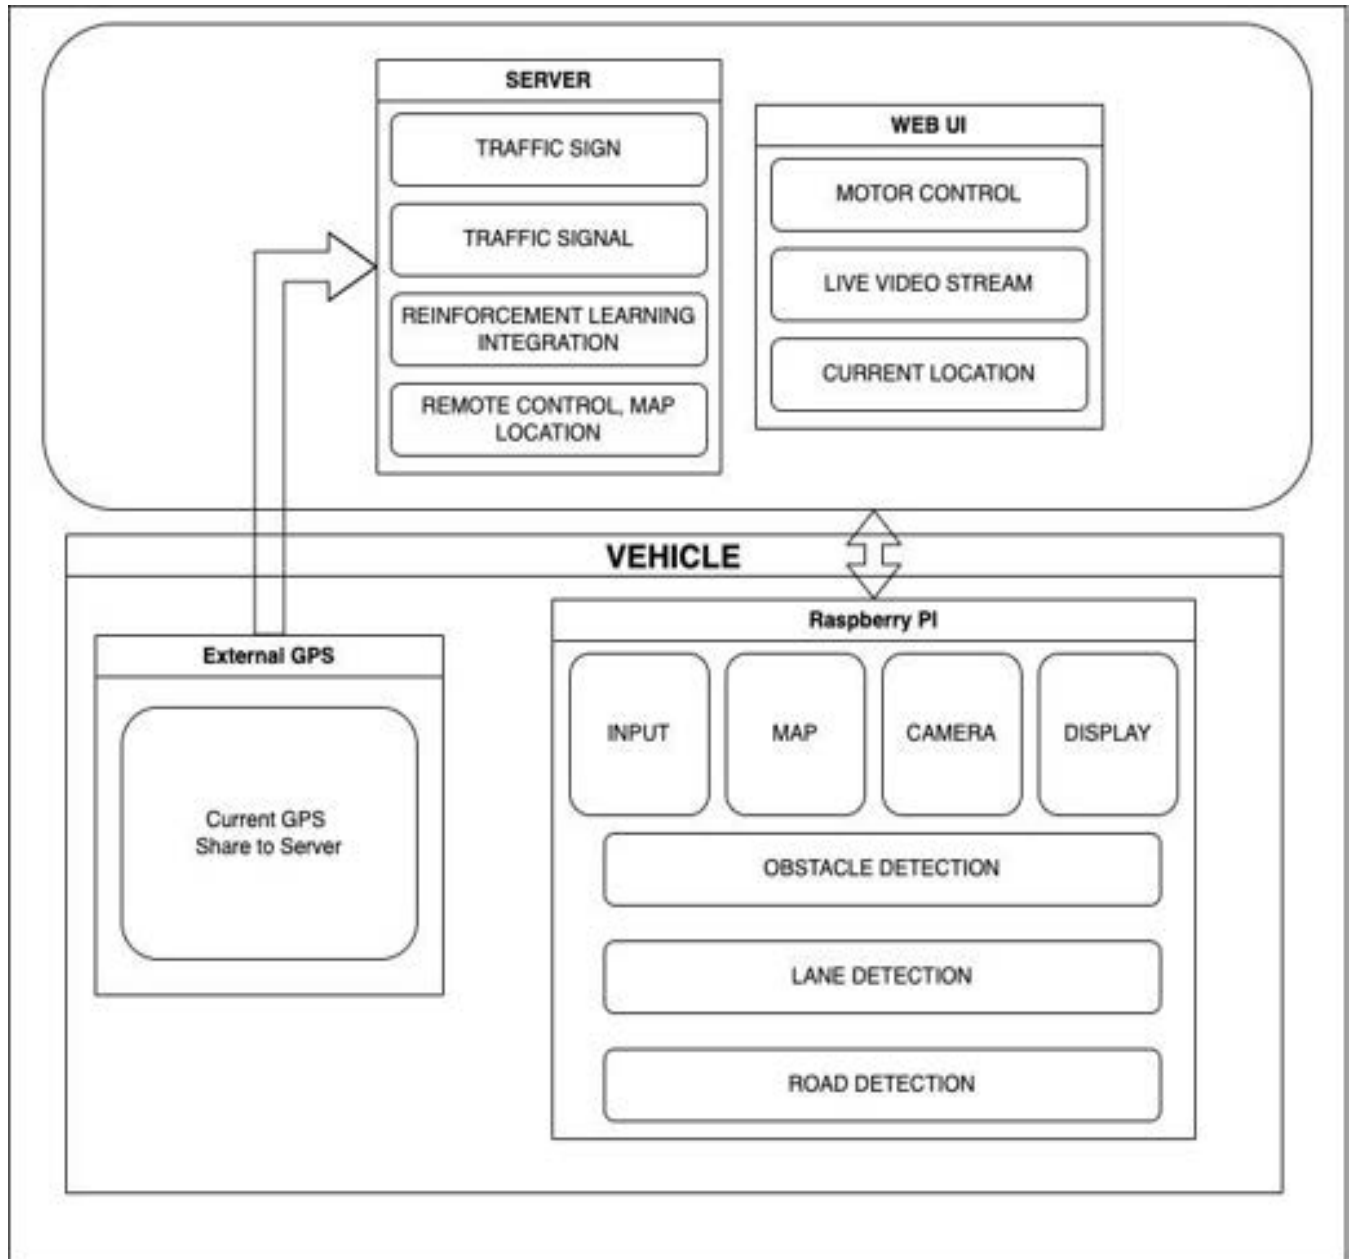 SERVER
TRAFFIC SIGN
TRAFFIC SIGNAL
REINFORCEMENT LEARNING
INTEGRATION
REMOTE CONTROL, MAP
LOCATION
WEB UI
MOTOR CONTROL
LIVE VIDEO STREAM
CURRENT LOCATION
VEHICLE
External GPS
Current GPS
Share to Server
Raspberry PI
INPUT
MAP
CAMERA
DISPLAY
OBSTACLE DETECTION
LANE DETECTION
ROAD DETECTION